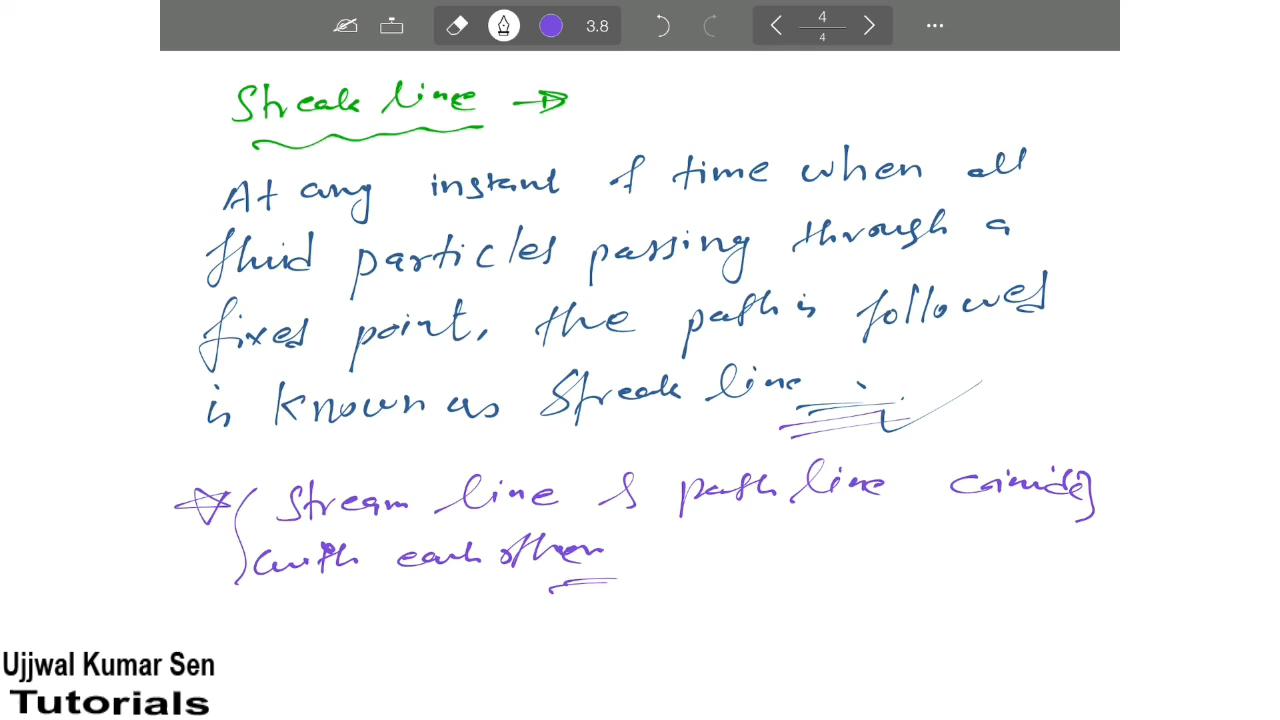 3.8
4
4
Streak line →
At any instant of time when all
fluid particles passing through a
fixed point, the path is followed
is known as Streak line.
Stream line & path line coincides
with each other
Ujjwal Kumar Sen
Tutorials